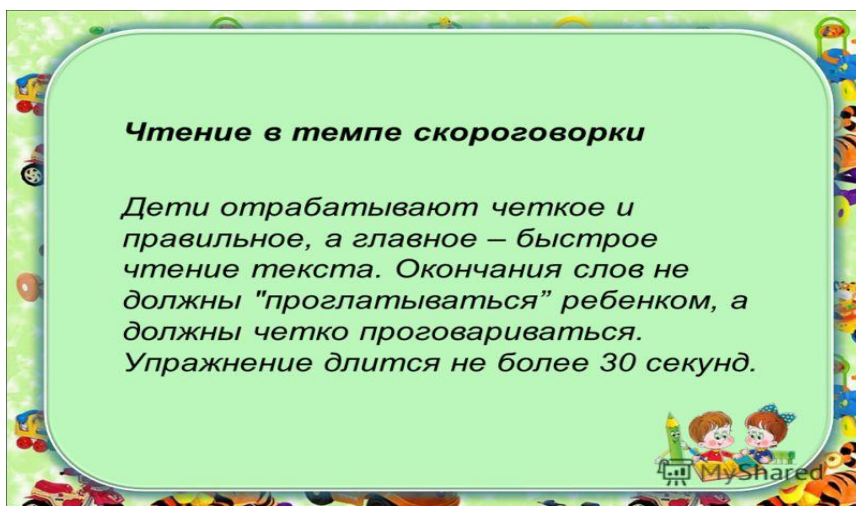 Чтение в темпе скороговорки
Дети отрабатывают четкое и
правильное, а главное – быстрое
чтение текста. Окончания слов не
должны "проглатываться” ребенком, а
должны четко проговариваться.
Упражнение длится не более 30 секунд.
MyShared